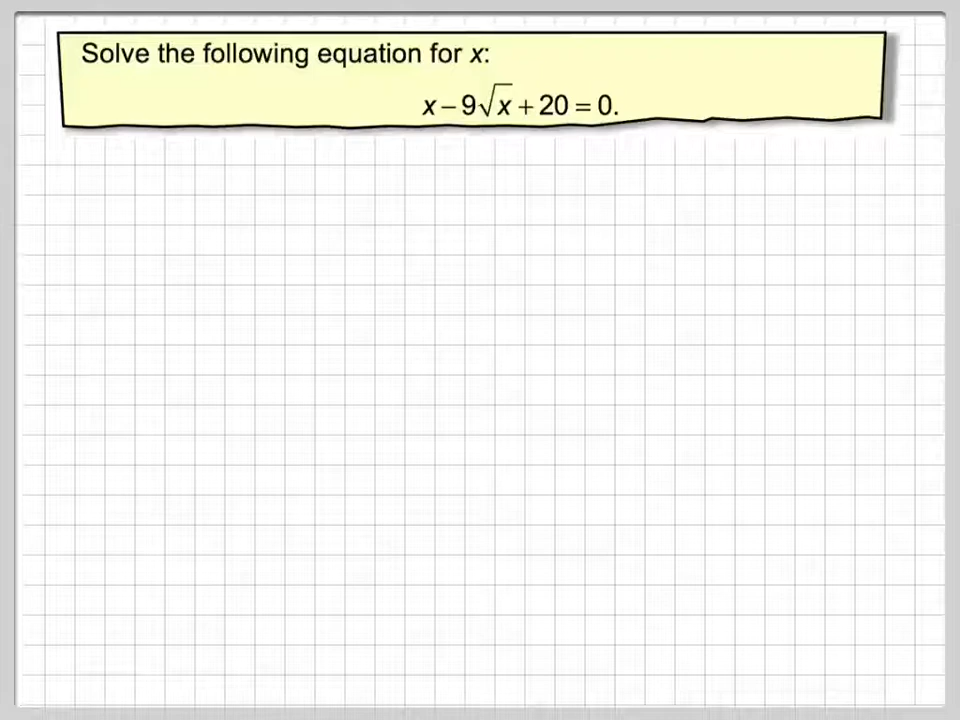 Solve the following equation for x:
x − 9√x + 20 = 0.